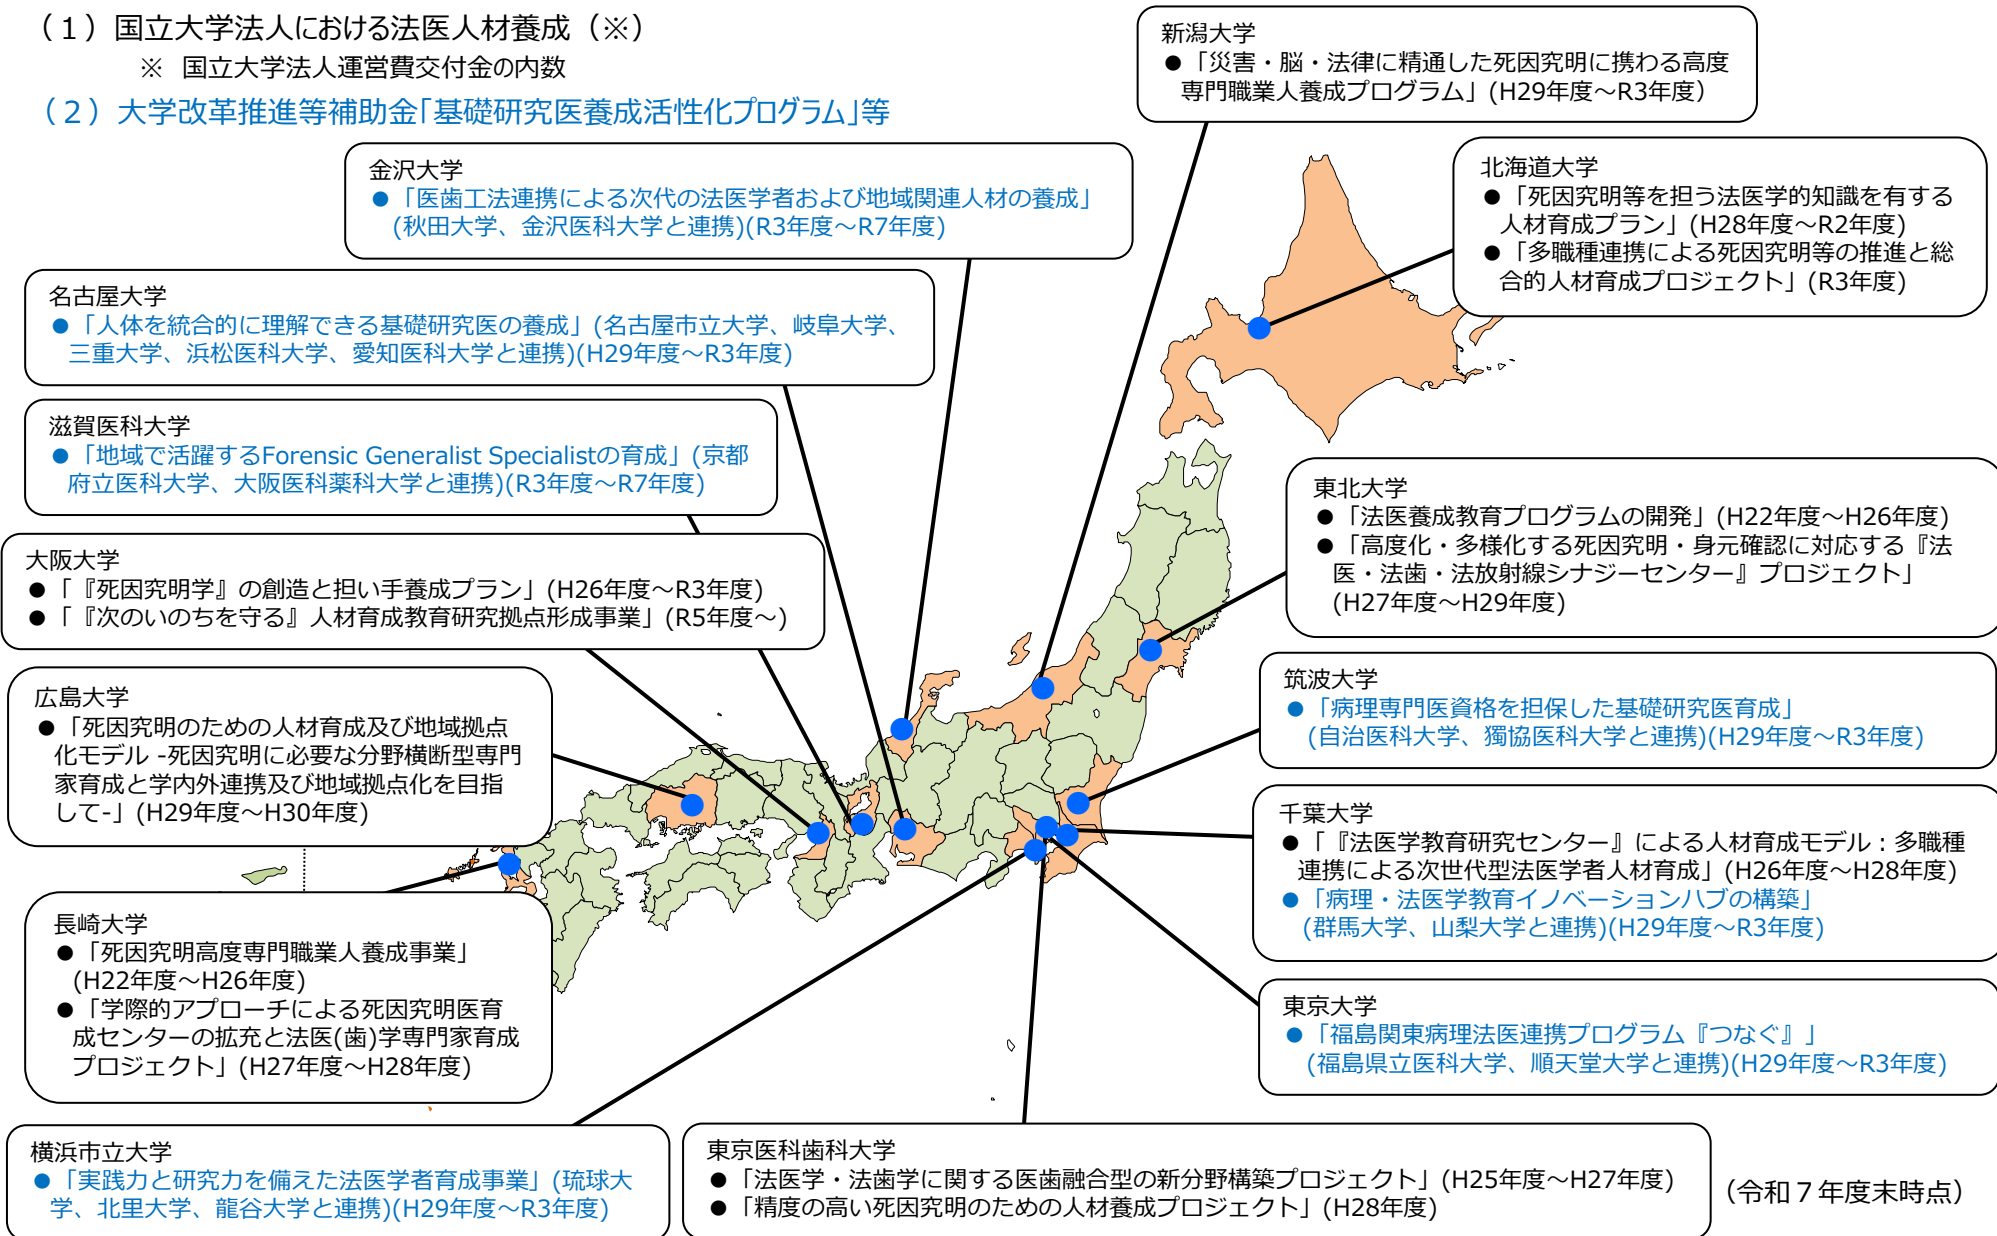 （１）国立大学法人における法医人材養成（※）
※ 国立大学法人運営費交付金の内数
（２）大学改革推進等補助金「基礎研究医養成活性化プログラム」等
新潟大学
●「災害・脳・法律に精通した死因究明に携わる高度
専門職業人養成プログラム」(H29年度～R3年度）
金沢大学
●「医歯工法連携による次代の法医学者および地域関連人材の養成」
(秋田大学、金沢医科大学と連携)(R3年度～R7年度)
北海道大学
●「死因究明等を担う法医学的知識を有する
人材育成プラン」(H28年度～R2年度)
●「多職種連携による死因究明等の推進と総
合的人材育成プロジェクト」(R3年度)
名古屋大学
●「人体を統合的に理解できる基礎研究医の養成」(名古屋市立大学、岐阜大学、
三重大学、浜松医科大学、愛知医科大学と連携)(H29年度～R3年度)
滋賀医科大学
●「地域で活躍するForensic Generalist Specialistの育成」(京都
府立医科大学、大阪医科薬科大学と連携)(R3年度～R7年度)
東北大学
●「法医養成教育プログラムの開発」(H22年度～H26年度)
●「高度化・多様化する死因究明・身元確認に対応する『法
医・法歯・法放射線シナジーセンター』プロジェクト」
(H27年度～H29年度)
大阪大学
●「『死因究明学』の創造と担い手養成プラン」(H26年度～R3年度)
●「『次のいのちを守る』人材育成教育研究拠点形成事業」(R5年度～)
広島大学
●「死因究明のための人材育成及び地域拠点
化モデル -死因究明に必要な分野横断型専門
家育成と学内外連携及び地域拠点化を目指
して-」(H29年度～H30年度)
筑波大学
●「病理専門医資格を担保した基礎研究医育成」
(自治医科大学、獨協医科大学と連携)(H29年度～R3年度)
千葉大学
●「『法医学教育研究センター』による人材育成モデル：多職種
連携による次世代型法医学者人材育成」(H26年度～H28年度)
●「病理・法医学教育イノベーションハブの構築」
(群馬大学、山梨大学と連携)(H29年度～R3年度)
長崎大学
●「死因究明高度専門職業人養成事業」
(H22年度～H26年度)
●「学際的アプローチによる死因究明医育
成センターの拡充と法医(歯)学専門家育成
プロジェクト」(H27年度～H28年度)
東京大学
●「福島関東病理法医連携プログラム『つなぐ』」
(福島県立医科大学、順天堂大学と連携)(H29年度～R3年度)
横浜市立大学
●「実践力と研究力を備えた法医学者育成事業」(琉球大
学、北里大学、龍谷大学と連携)(H29年度～R3年度)
東京医科歯科大学
●「法医学・法歯学に関する医歯融合型の新分野構築プロジェクト」(H25年度～H27年度)
●「精度の高い死因究明のための人材養成プロジェクト」(H28年度)
（令和７年度末時点）